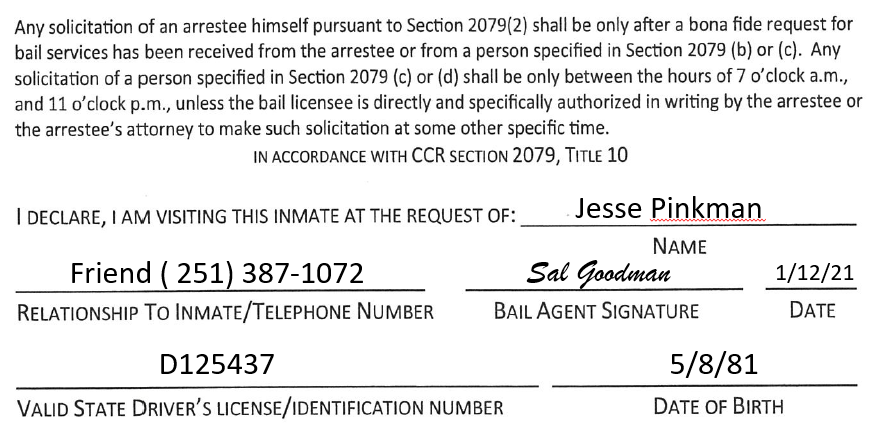 Any solicitation of an arrestee himself pursuant to Section 2079(2) shall be only after a bona fide request for
bail services has been received from the arrestee or from a person specified in Section 2079 (b) or (c). Any
solicitation of a person specified in Section 2079 (c) or (d) shall be only between the hours of 7 o'clock a.m.,
and 11 o'clock p.m., unless the bail licensee is directly and specifically authorized in writing by the arrestee or
the arrestee's attorney to make such solicitation at some other specific time.
IN ACCORDANCE WITH CCR SECTION 2079, TITLE 10
I DECLARE, I AM VISITING THIS INMATE AT THE REQUEST OF: Jesse Pinkman
NAME
Friend ( 251) 387-1072 Sal Goodman 1/12/21
RELATIONSHIP TO INMATE/TELEPHONE NUMBER BAIL AGENT SIGNATURE DATE
D125437 5/8/81
VALID STATE DRIVER'S LICENSE/IDENTIFICATION NUMBER DATE OF BIRTH